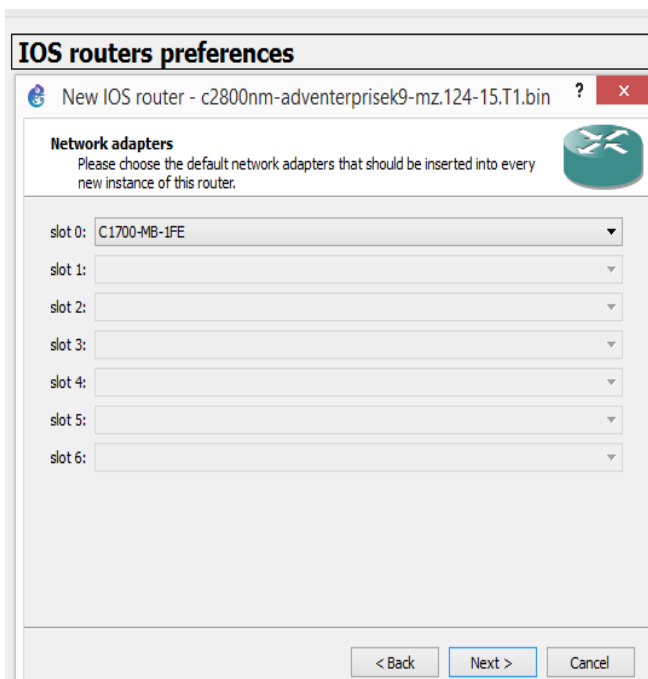 IOS routers preferences
New IOS router - c2800nm-adventerprisek9-mz.124-15.T1.bin ? x
Network adapters
Please choose the default network adapters that should be inserted into every
new instance of this router.
slot 0: C1700-MB-1FE
slot 1:
slot 2:
slot 3:
slot 4:
slot 5:
slot 6:
< Back Next > Cancel